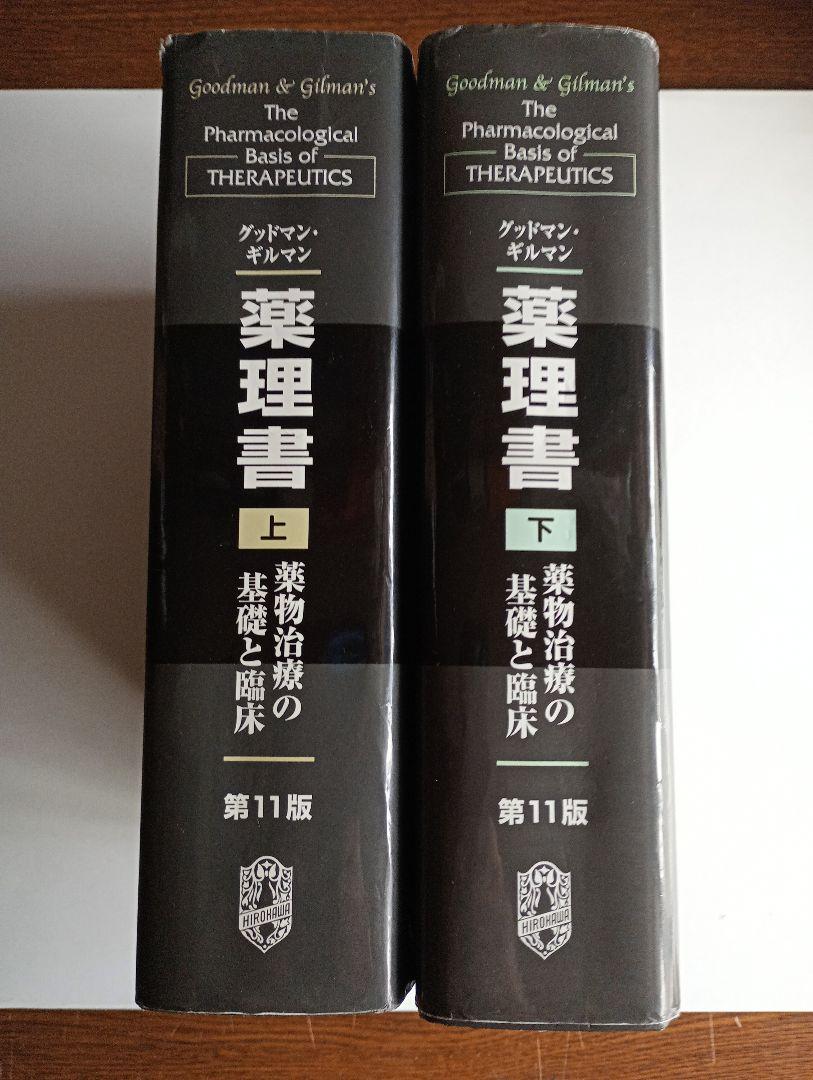 Goodman & Gilman's
The
Pharmacological
Basis of
THERAPEUTICS
グッドマン・
ギルマン
薬理書
上
薬物治療の
基礎と臨床
第11版
HIROKAWA
Goodman & Gilman's
The
Pharmacological
Basis of
THERAPEUTICS
グッドマン・
ギルマン
薬理書
下
薬物治療の
基礎と臨床
第11版
HIROKAWA